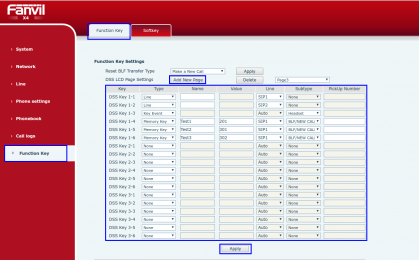 Fanvil
X4
Function Key Softkey
› System
› Network
› Line
› Phone settings
› Phonebook
› Call logs
› Function Key
Function Key Settings
Reset BLF Transfer Type Make a New Call Apply
DSS LCD Page Settings Add New Page Delete Page3
Key Type Name Value Line Subtype PickUp Number
DSS Key 1-1 Line SIP1 None
DSS Key 1-2 Line SIP2 None
DSS Key 1-3 Key Event Auto Headset
DSS Key 1-4 Memory Key Test1 201 SIP1 BLF/NEW CALL
DSS Key 1-5 Memory Key Test2 301 SIP1 BLF/NEW CALL
DSS Key 1-6 Memory Key Test3 302 SIP1 BLF/NEW CALL
DSS Key 2-1 None Auto None
DSS Key 2-2 None Auto None
DSS Key 2-3 None Auto None
DSS Key 2-4 None Auto None
DSS Key 2-5 None Auto None
DSS Key 2-6 None Auto None
DSS Key 3-1 None Auto None
DSS Key 3-2 None Auto None
DSS Key 3-3 None Auto None
DSS Key 3-4 None Auto None
DSS Key 3-5 None Auto None
DSS Key 3-6 None Auto None
Apply